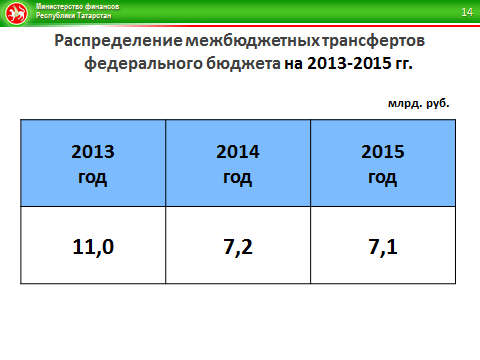 Министерство финансов
Республики Татарстан
14
Распределение межбюджетных трансфертов
федерального бюджета на 2013-2015 гг.
млрд. руб.
2013 2014 2015
год год год
11,0 7,2 7,1